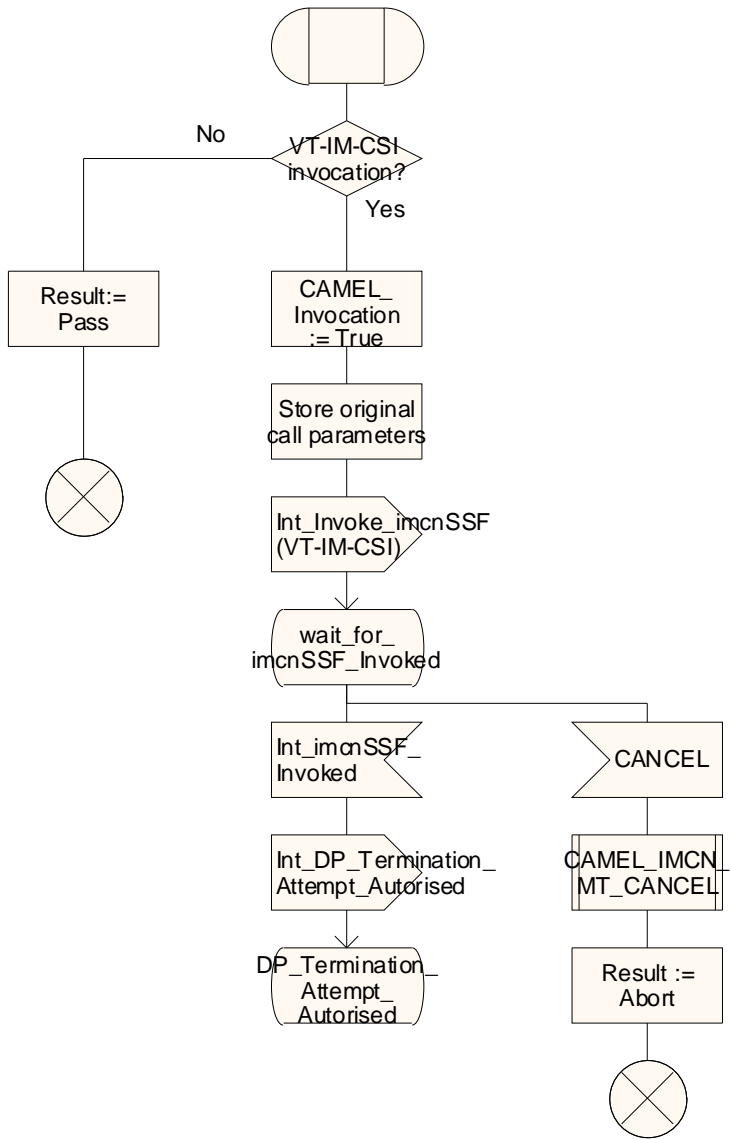 No
VT-IM-CSI
invocation?
Yes
Result:=
Pass
CAMEL_
Invocation
:= True
Store original
call parameters
Int_Invoke_imcnSSF
(VT-IM-CSI)
wait_for_
imcnSSF_Invoked
Int_imcnSSF_
Invoked
CANCEL
Int_DP_Termination_
Attempt_Autorised
CAMEL_IMCN_
MT_CANCEL
DP_Termination_
Attempt_
Autorised
Result :=
Abort